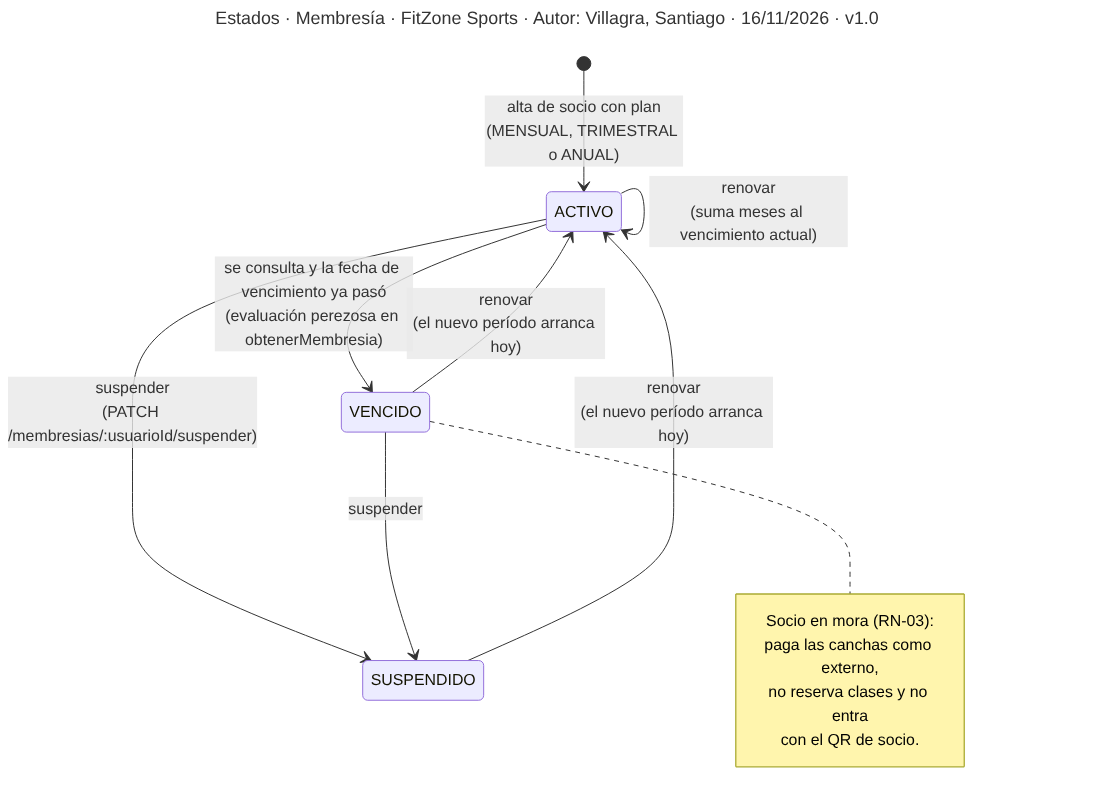 Estados · Membresía · FitZone Sports · Autor: Villagra, Santiago · 16/11/2026 · v1.0
alta de socio con plan
(MENSUAL, TRIMESTRAL
o ANUAL)
ACTIVO
renovar
(suma meses al
vencimiento actual)
se consulta y la fecha de
vencimiento ya pasó
(evaluación perezosa en
obtenerMembresia)
renovar
(el nuevo período arranca
hoy)
suspender
(PATCH
/membresias/:usuarioId/suspender)
VENCIDO
renovar
(el nuevo período arranca
hoy)
suspender
SUSPENDIDO
Socio en mora (RN-03):
paga las canchas como
externo,
no reserva clases y no
entra
con el QR de socio.